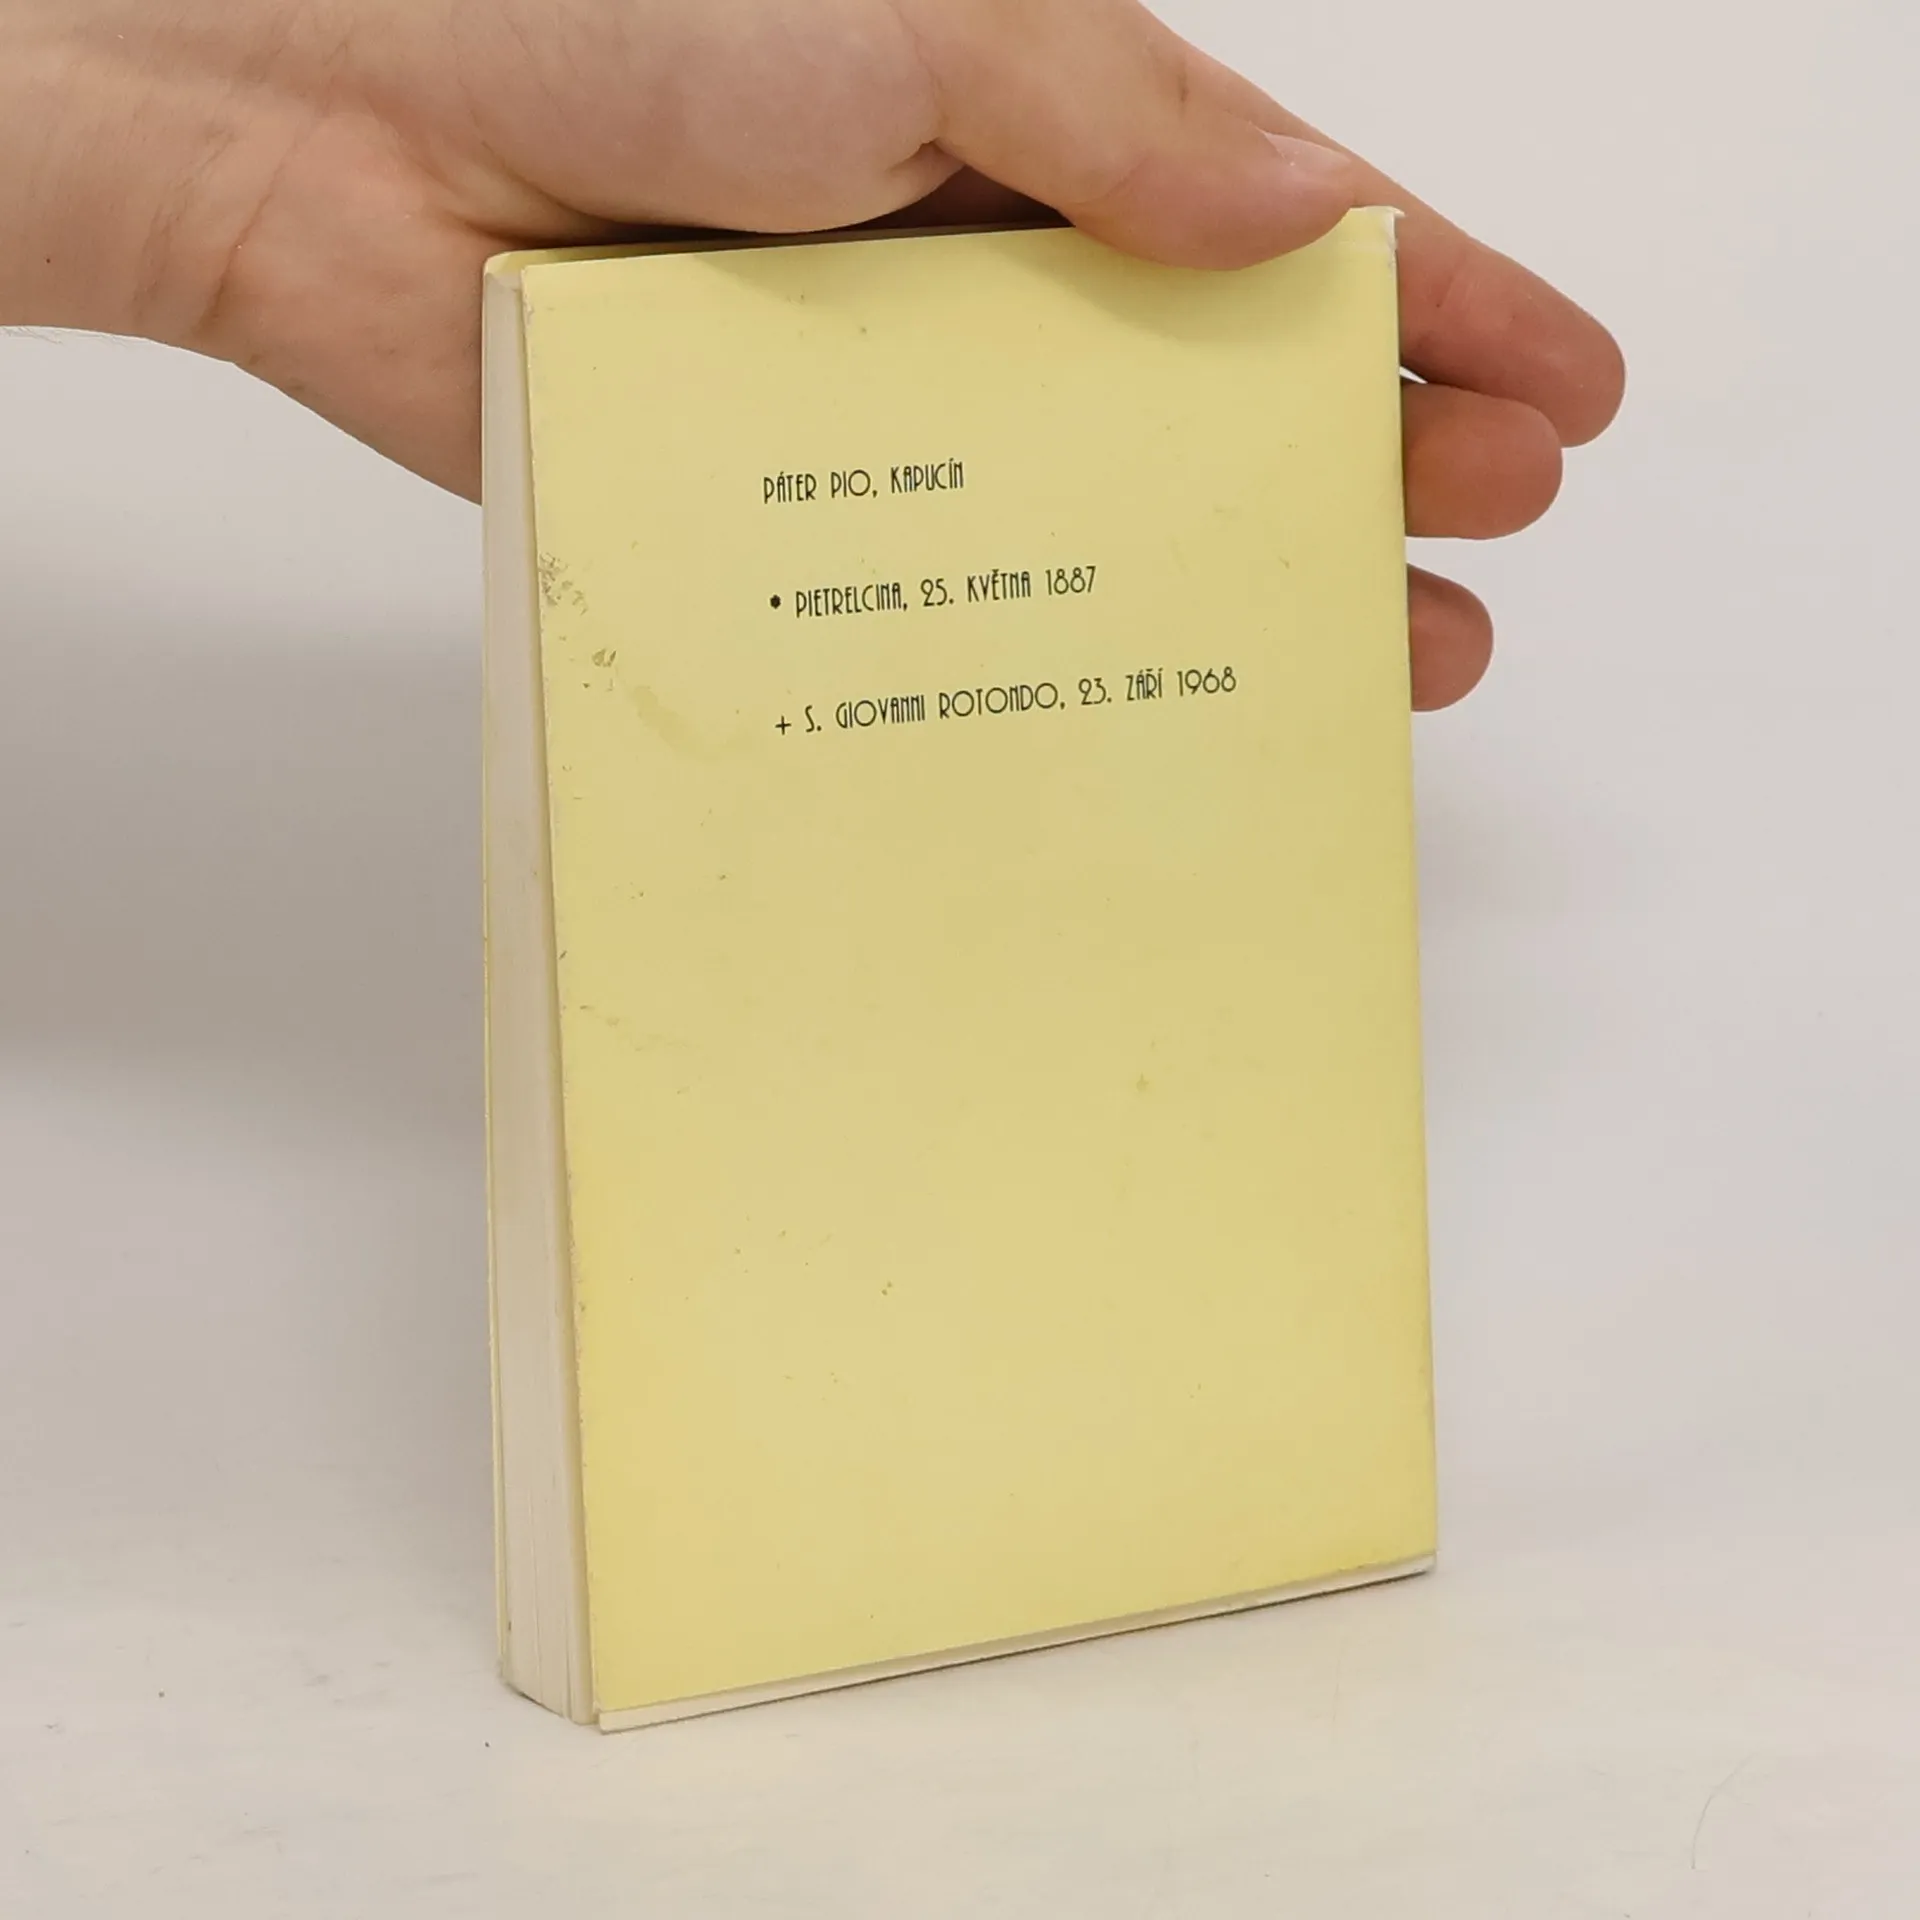 PÁTER PIO, KAPUCÍN
* PIETRELCINA, 25. KVĚTNA 1887
+ S. GIOVANNI ROTONDO, 23. ZÁŘÍ 1968